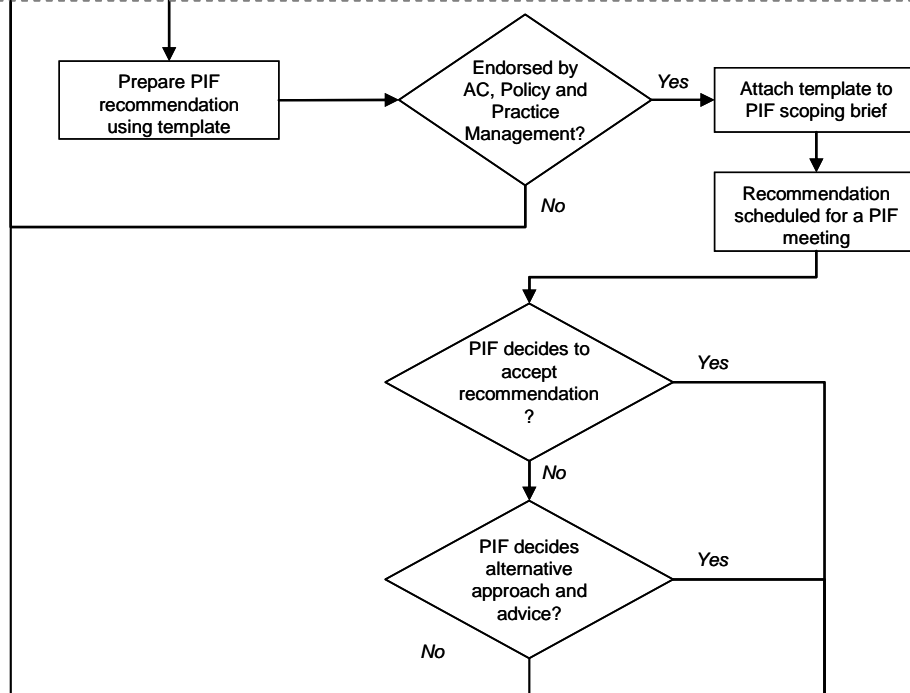 Prepare PIF
recommendation
using template
Endorsed by
AC, Policy and
Practice
Management?
Yes
Attach template to
PIF scoping brief
No
Recommendation
scheduled for a PIF
meeting
PIF decides to
accept
recommendation
?
Yes
No
PIF decides
alternative
approach and
advice?
Yes
No